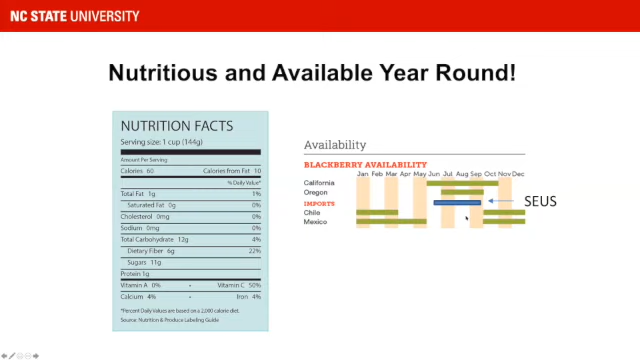 NC STATE UNIVERSITY
Nutritious and Available Year Round!
NUTRITION FACTS
Serving size: 1 cup (144g)
Amount Per Serving
Calories 60 Calories from Fat 10
% Daily Value*
Total Fat 1g 1%
Saturated Fat 0g 0%
Cholesterol 0mg 0%
Sodium 0mg 0%
Total Carbohydrate 12g 4%
Dietary Fiber 6g 22%
Sugars 11g
Protein 1g
Vitamin A 0% • Vitamin C 50%
Calcium 4% • Iron 4%
*Percent Daily Values are based on a 2,000 calorie diet.
Source: Nutrition & Produce Labeling Guide
Availability
BLACKBERRY AVAILABILITY
Jan Feb Mar Apr May Jun Jul Aug Sep Oct Nov Dec
California
Oregon
IMPORTS
Chile
Mexico
SEUS